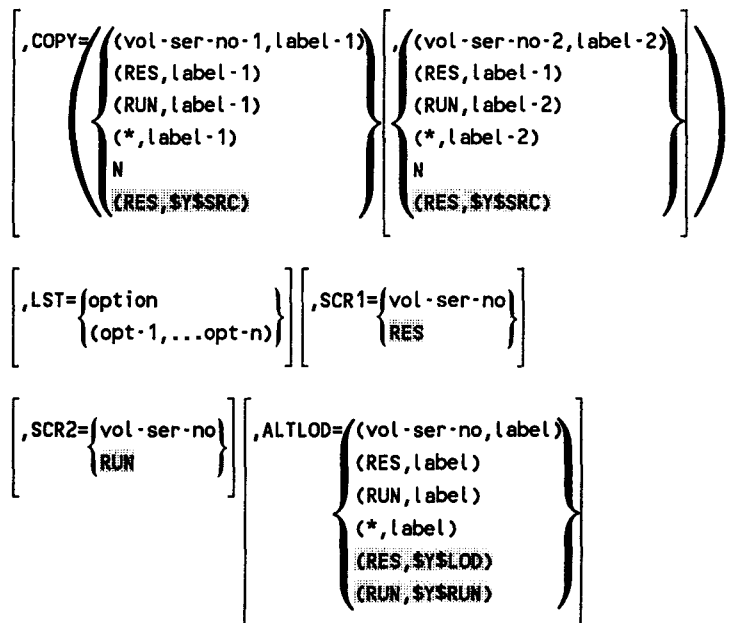 ,COPY=(vol-ser-no-1,label-1) ,(vol-ser-no-2,label-2)
(RES,label-1) (RES,label-1)
(RUN,label-1) (RUN,label-2)
(*,label-1) (*,label-2)
N N
(RES,$Y$SRC) (RES,$Y$SRC)
,LST=option ,SCR1=vol-ser-no
(opt-1,...opt-n) RES
,SCR2=vol-ser-no ,ALTLOD=(vol-ser-no,label)
RUN (RES,label)
(RUN,label)
(*,label)
(RES,$Y$LOD)
(RUN,$Y$RUN)